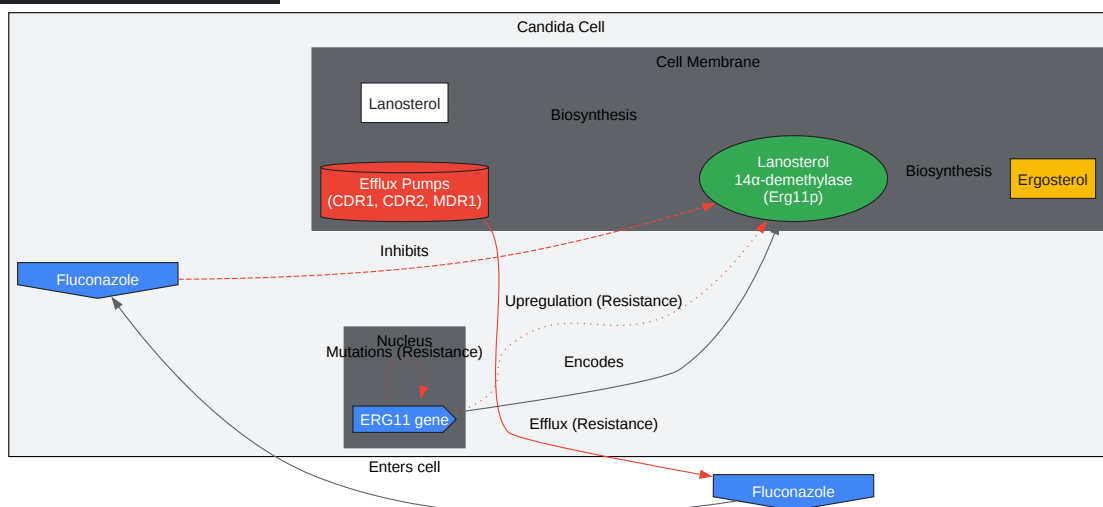 Candida Cell
Cell Membrane
Lanosterol
Biosynthesis
Lanosterol
14α-demethylase
(Erg11p)
Biosynthesis
Ergosterol
Efflux Pumps
(CDR1, CDR2, MDR1)
Inhibits
Fluconazole
Upregulation (Resistance)
Nucleus
Mutations (Resistance)
Encodes
ERG11 gene
Efflux (Resistance)
Enters cell
Fluconazole